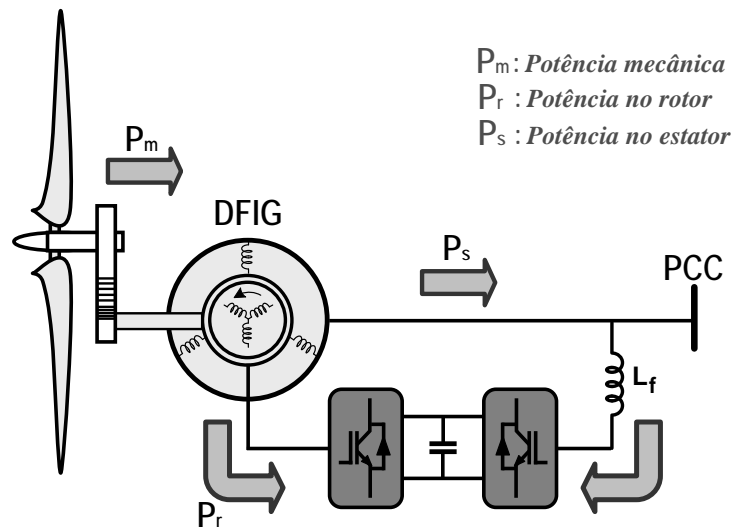 Pm: Potência mecânica
Pr : Potência no rotor
Ps : Potência no estator
Pm
DFIG
Ps
PCC
Lf
Pr